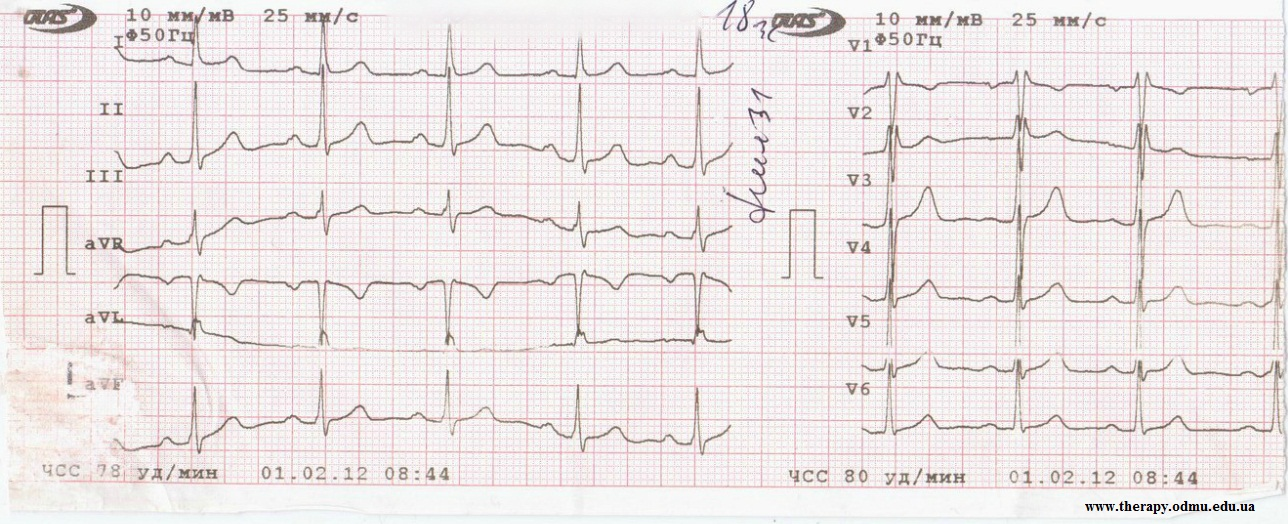 10 мм/мВ 25 мм/с
Ф50Гц
I
II
III
aVR
aVL
aVF
ЧСС 78 уд/мин 01.02.12 08:44
18
10 мм/мВ 25 мм/с
Ф50Гц
V1
V2
V3
V4
V5
V6
ЧСС 80 уд/мин 01.02.12 08:44
www.therapy.odmu.edu.ua